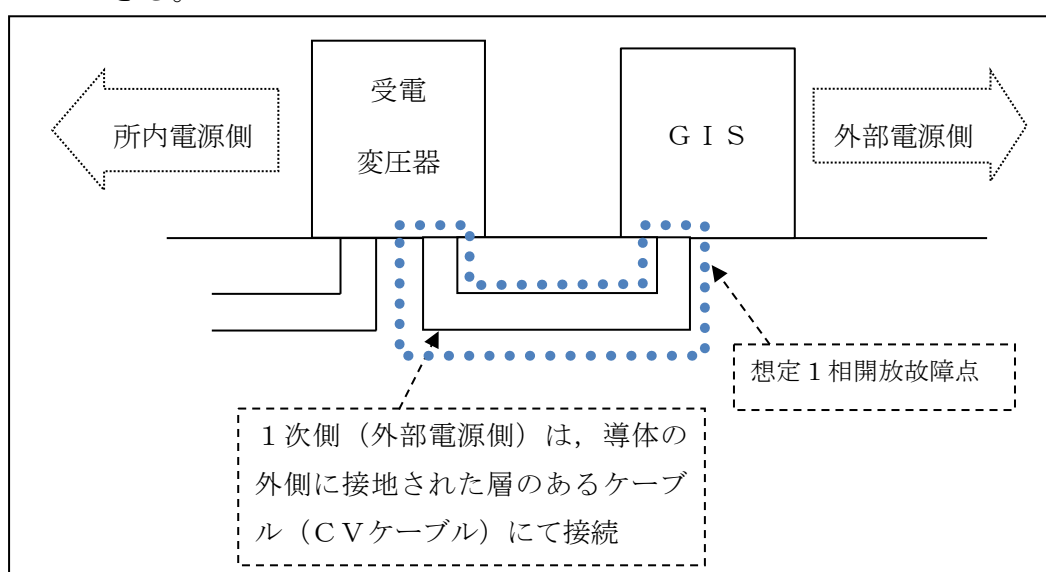 きる。
受電
変圧器
ＧＩＳ
所内電源側
外部電源側
想定１相開放故障点
１次側（外部電源側）は，導体の
外側に接地された層のあるケーブ
ル（ＣＶケーブル）にて接続